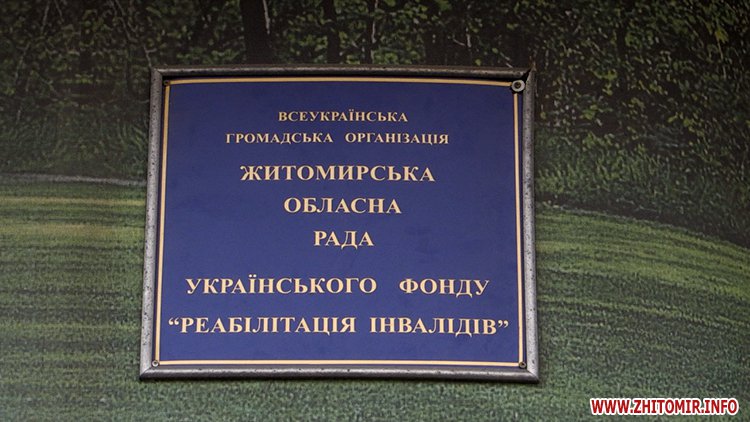 ВСЕУКРАЇНСЬКА
ГРОМАДСЬКА ОРГАНІЗАЦІЯ
ЖИТОМИРСЬКА
ОБЛАСНА
РАДА
УКРАЇНСЬКОГО ФОНДУ
“РЕАБІЛІТАЦІЯ ІНВАЛІДІВ”
WWW.ZHITOMIR.INFO